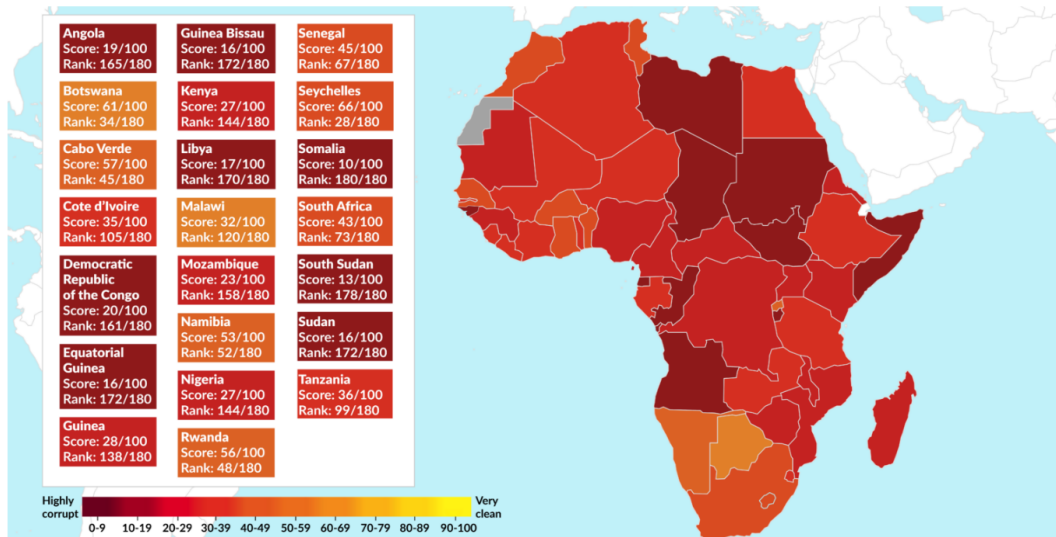 Angola
Score: 19/100
Rank: 165/180
Botswana
Score: 61/100
Rank: 34/180
Cabo Verde
Score: 57/100
Rank: 45/180
Cote d'Ivoire
Score: 35/100
Rank: 105/180
Democratic
Republic
of the Congo
Score: 20/100
Rank: 161/180
Equatorial
Guinea
Score: 16/100
Rank: 172/180
Guinea
Score: 28/100
Rank: 138/180
Guinea Bissau
Score: 16/100
Rank: 172/180
Kenya
Score: 27/100
Rank: 144/180
Libya
Score: 17/100
Rank: 170/180
Malawi
Score: 32/100
Rank: 120/180
Mozambique
Score: 23/100
Rank: 158/180
Namibia
Score: 53/100
Rank: 52/180
Nigeria
Score: 27/100
Rank: 144/180
Rwanda
Score: 56/100
Rank: 48/180
Senegal
Score: 45/100
Rank: 67/180
Seychelles
Score: 66/100
Rank: 28/180
Somalia
Score: 10/100
Rank: 180/180
South Africa
Score: 43/100
Rank: 73/180
South Sudan
Score: 13/100
Rank: 178/180
Sudan
Score: 16/100
Rank: 172/180
Tanzania
Score: 36/100
Rank: 99/180
Highly
corrupt
Very
clean
0-9 10-19 20-29 30-39 40-49 50-59 60-69 70-79 80-89 90-100